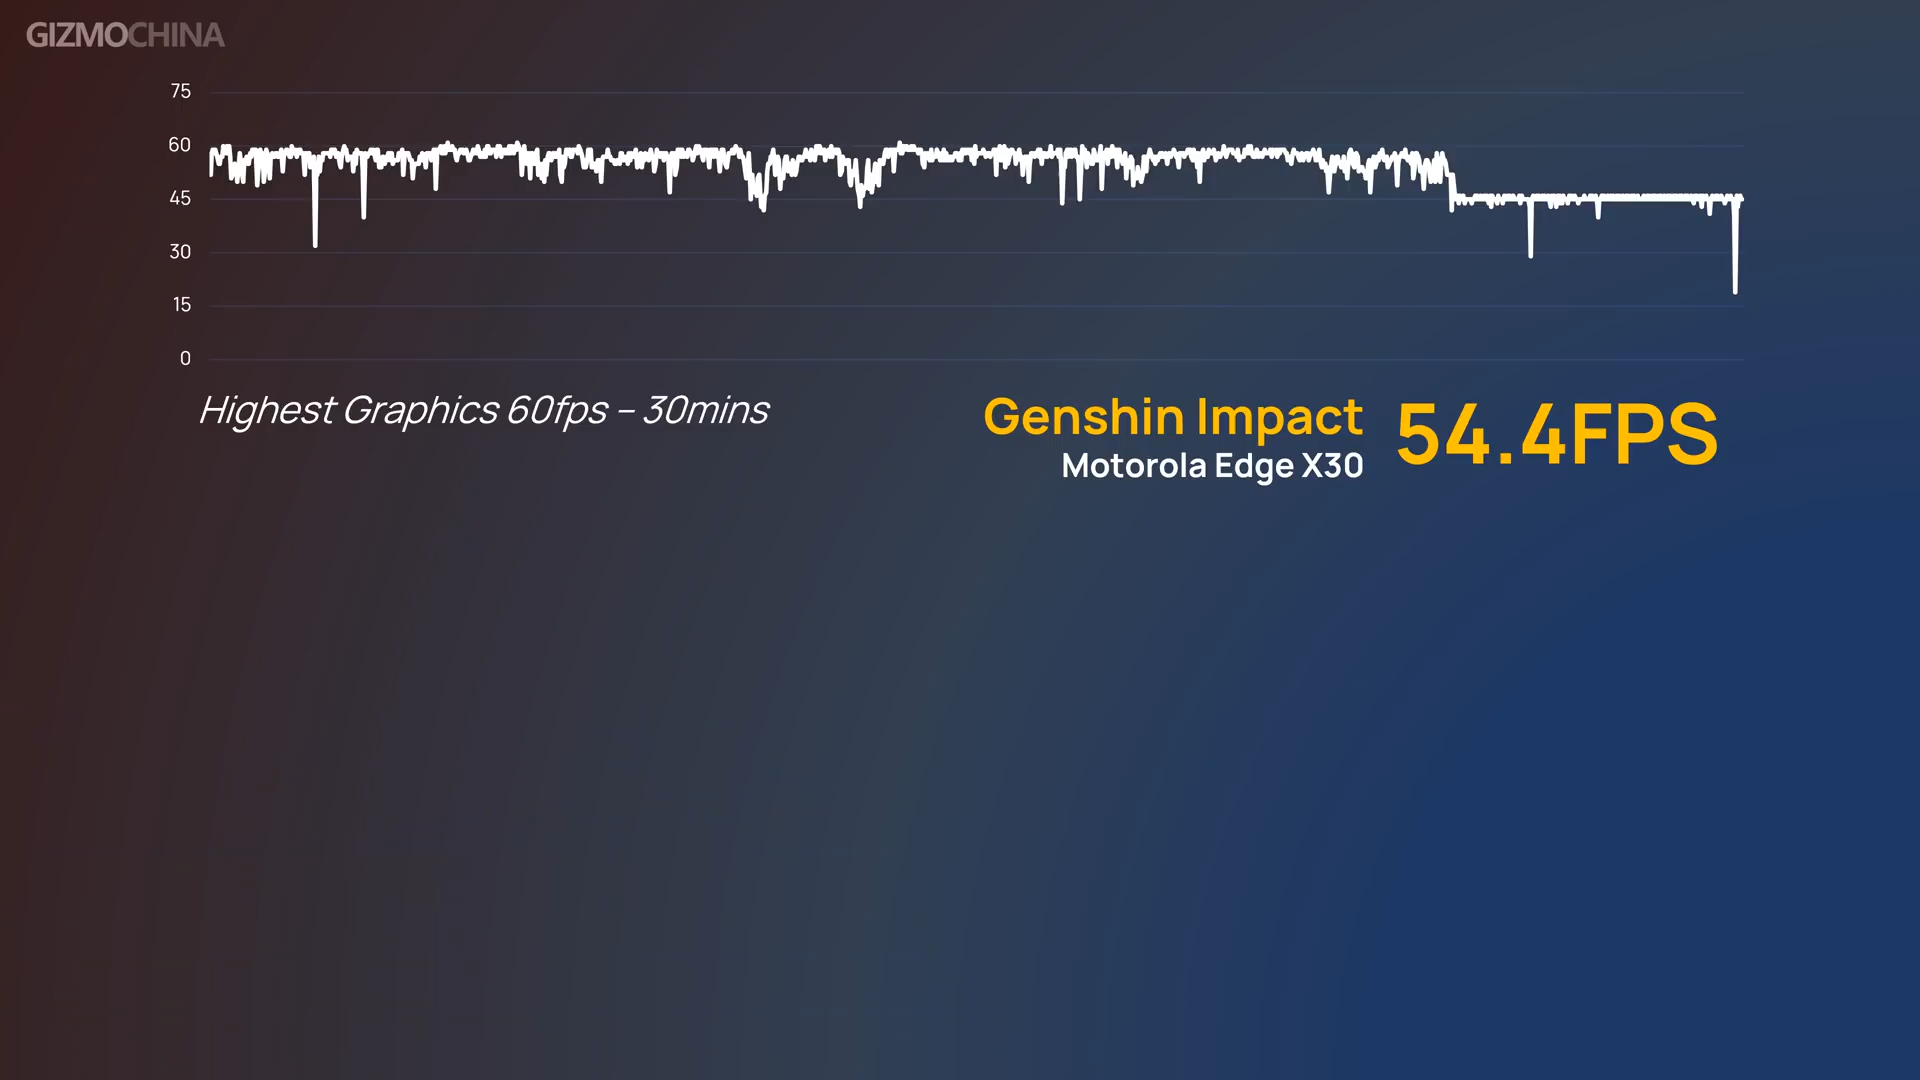 GIZMOCHINA
75
60
45
30
15
0
Highest Graphics 60fps – 30mins
Genshin Impact
Motorola Edge X30
54.4FPS